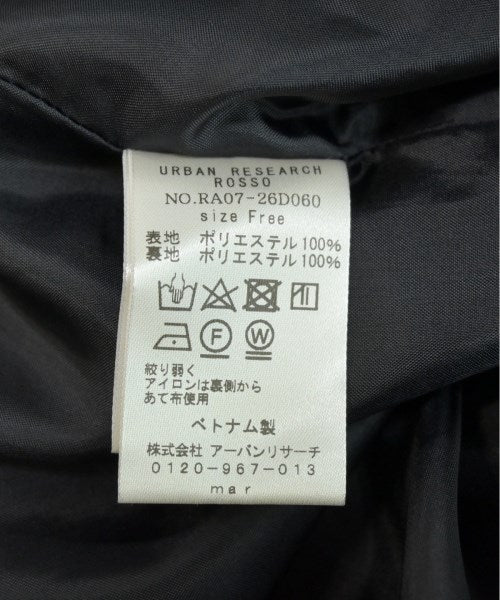 URBAN RESEARCH
ROSSO
NO.RA07-26D060
size Free
表地 ポリエステル100%
裏地 ポリエステル100%
F W
絞り弱く
アイロンは裏側から
あて布使用
ベトナム製
株式会社 アーバンリサーチ
0120-967-013
mar